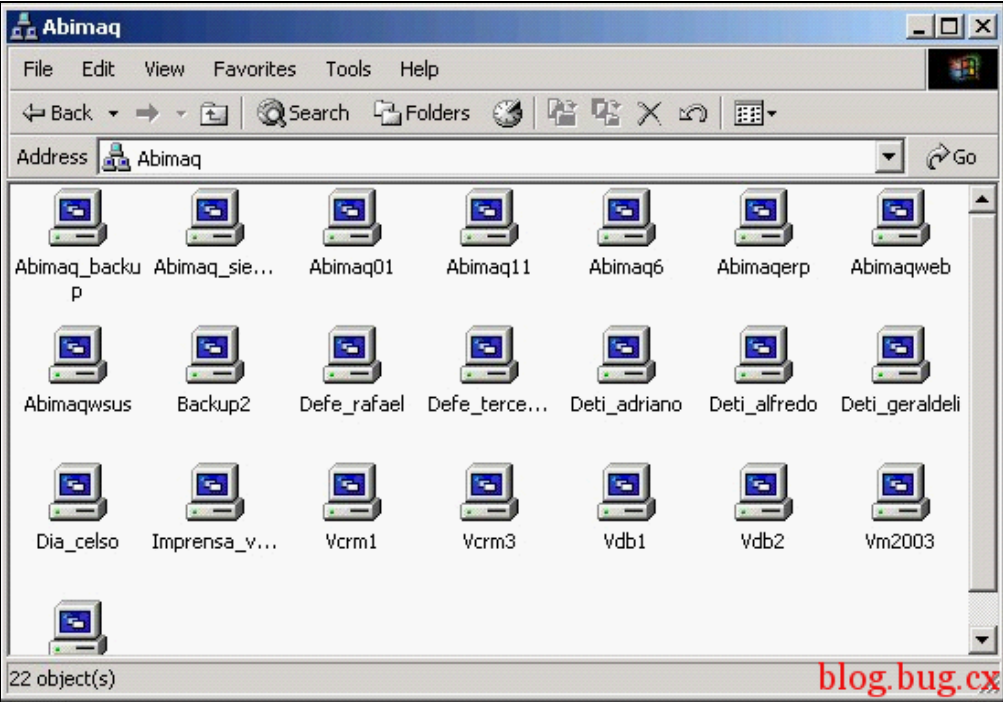 Abimaq
File Edit View Favorites Tools Help
Back Search Folders
Address Abimaq Go
Abimaq_backu Abimaq_sie... Abimaq01 Abimaq11 Abimaq6 Abimaqerp Abimaqweb
p
Abimaqwsus Backup2 Defe_rafael Defe_terce... Deti_adriano Deti_alfredo Deti_geraldeli
Dia_celso Imprensa_v... Vcrm1 Vcrm3 Vdb1 Vdb2 Vm2003
22 object(s)
blog.bug.cx